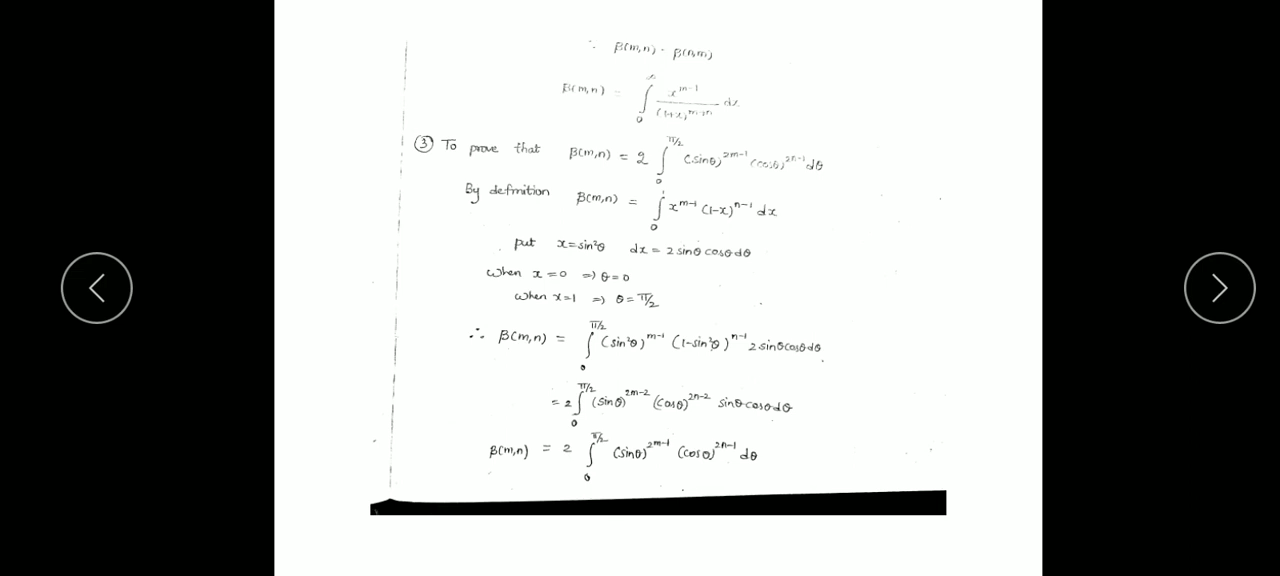 ∵ β(m,n) = β(n,m)
β(m,n) = ∫₀^∞ x^(m-1) / (1+x)^(m+n) dx
③ To prove that β(m,n) = 2 ∫₀^(π/2) (sinθ)^(2m-1) (cosθ)^(2n-1) dθ
By definition β(m,n) = ∫₀^1 x^(m-1) (1-x)^(n-1) dx
put x=sin²θ dx = 2 sinθ cosθ dθ
when x=0 => θ=0
when x=1 => θ=π/2
∴ β(m,n) = ∫₀^(π/2) (sin²θ)^(m-1) (1-sin²θ)^(n-1) 2 sinθ cosθ dθ
= 2 ∫₀^(π/2) (sinθ)^(2m-2) (cosθ)^(2n-2) sinθ cosθ dθ
β(m,n) = 2 ∫₀^(π/2) (sinθ)^(2m-1) (cosθ)^(2n-1) dθ